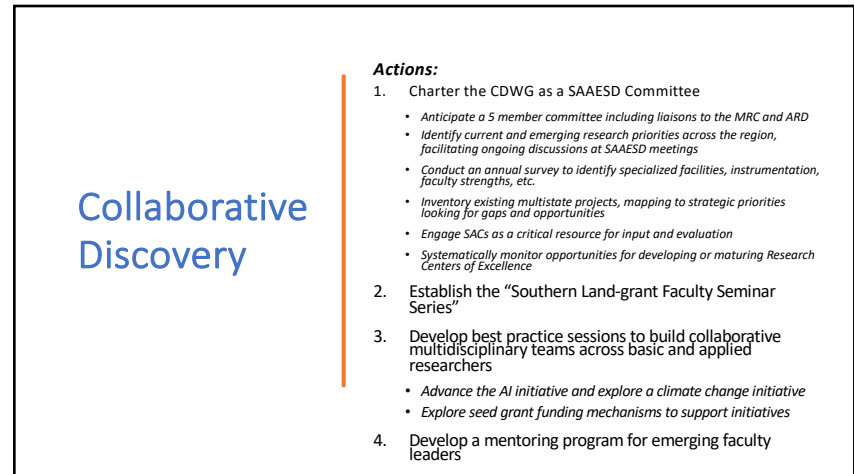 Collaborative
Discovery
Actions:
1. Charter the CDWG as a SAAESD Committee
• Anticipate a 5 member committee including liaisons to the MRC and ARD
• Identify current and emerging research priorities across the region,
facilitating ongoing discussions at SAAESD meetings
• Conduct an annual survey to identify specialized facilities, instrumentation,
faculty strengths, etc.
• Inventory existing multistate projects, mapping to strategic priorities
looking for gaps and opportunities
• Engage SACs as a critical resource for input and evaluation
• Systematically monitor opportunities for developing or maturing Research
Centers of Excellence
2. Establish the “Southern Land-grant Faculty Seminar
Series”
3. Develop best practice sessions to build collaborative
multidisciplinary teams across basic and applied
researchers
• Advance the AI initiative and explore a climate change initiative
• Explore seed grant funding mechanisms to support initiatives
4. Develop a mentoring program for emerging faculty
leaders